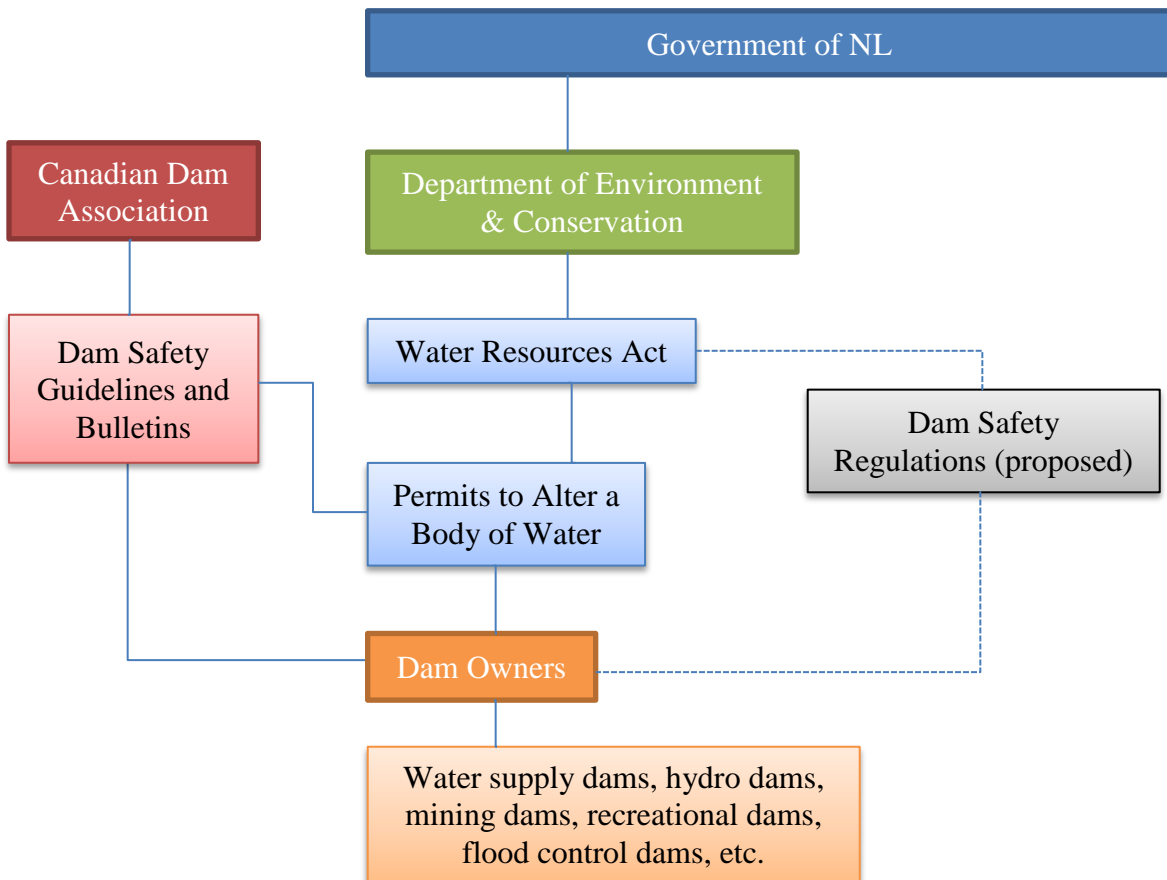 Government of NL
Canadian Dam
Association
Department of Environment
& Conservation
Dam Safety
Guidelines and
Bulletins
Water Resources Act
Dam Safety
Regulations (proposed)
Permits to Alter a
Body of Water
Dam Owners
Water supply dams, hydro dams,
mining dams, recreational dams,
flood control dams, etc.